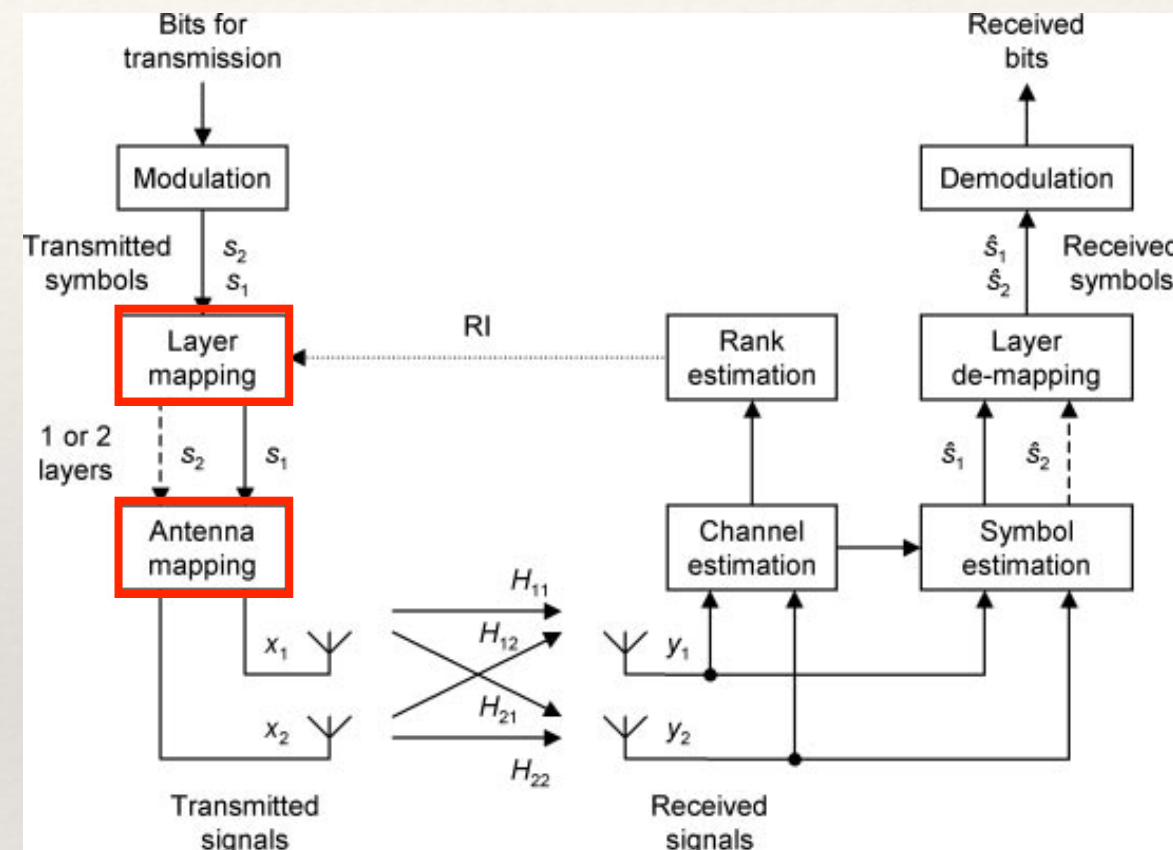 Bits for
transmission
Received
bits
Modulation
Demodulation
Transmitted
symbols
s₂
s₁
ŝ₁
ŝ₂
Received
symbols
Layer
mapping
RI
Rank
estimation
Layer
de-mapping
1 or 2
layers
s₂
s₁
ŝ₁
ŝ₂
Antenna
mapping
Channel
estimation
Symbol
estimation
H₁₁
H₁₂
x₁
y₁
H₂₁
x₂
y₂
H₂₂
Transmitted
signals
Received
signals